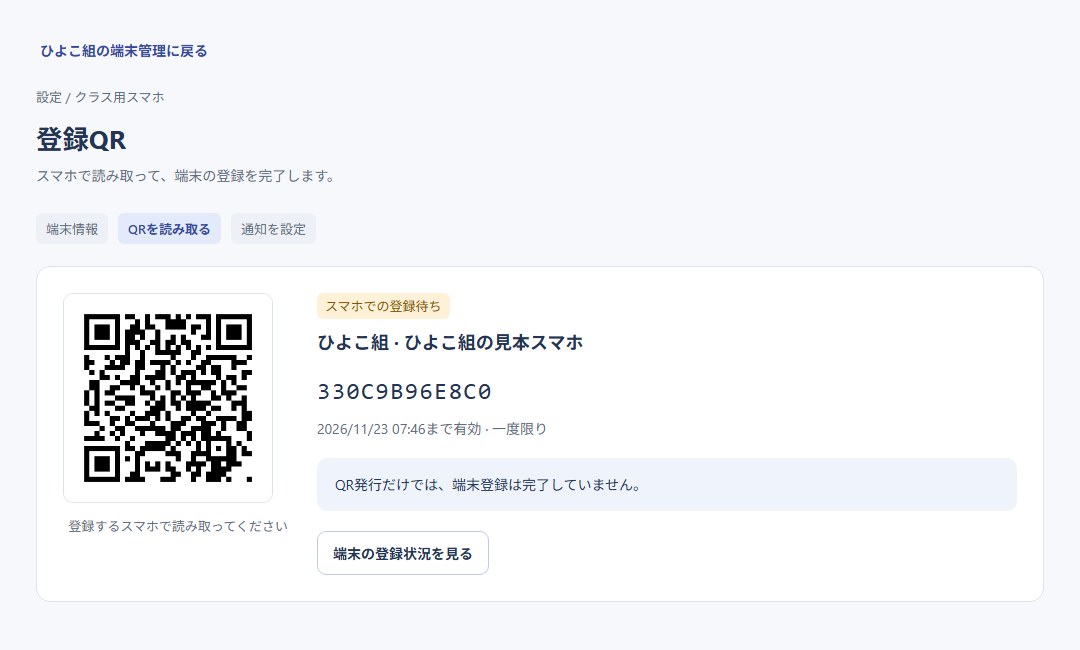 ひよこ組の端末管理に戻る
設定 / クラス用スマホ
登録QR
スマホで読み取って、端末の登録を完了します。
端末情報
QRを読み取る
通知を設定
スマホでの登録待ち
ひよこ組 · ひよこ組の見本スマホ
330C9B96E8C0
2026/11/23 07:46まで有効 · 一度限り
QR発行だけでは、端末登録は完了していません。
登録するスマホで読み取ってください
端末の登録状況を見る